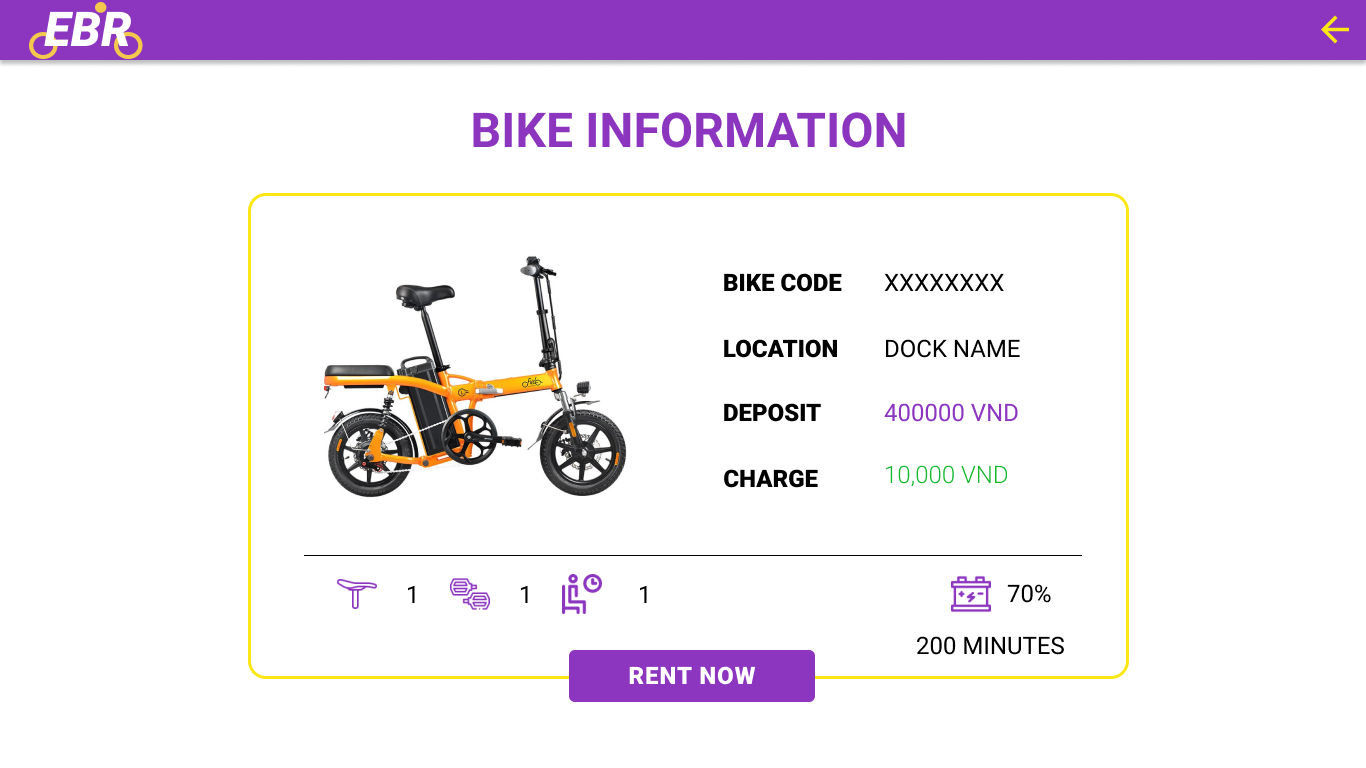 EBR
BIKE INFORMATION
BIKE CODE XXXXXXXX
LOCATION DOCK NAME
DEPOSIT 400000 VND
CHARGE 10,000 VND
1 1 1 70%
200 MINUTES
RENT NOW